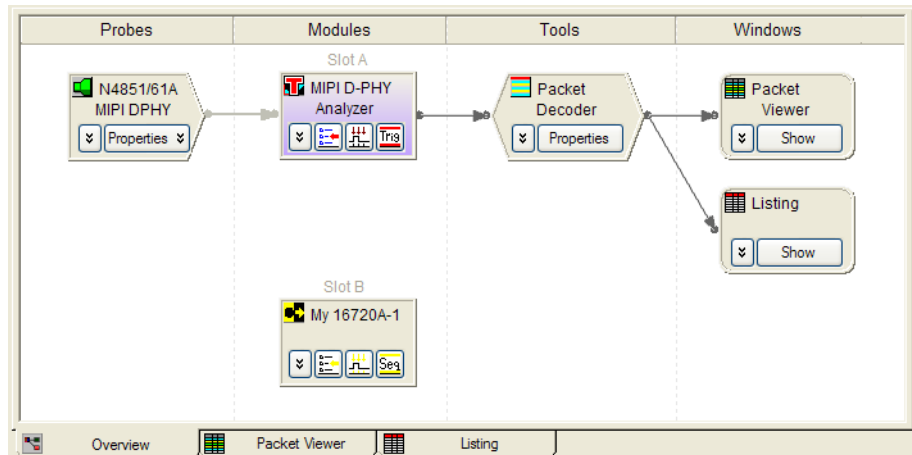 Probes Modules Tools Windows
Slot A
N4851/61A
MIPI DPHY
Properties
MIPI D-PHY
Analyzer
Trig
Packet
Decoder
Properties
Packet
Viewer
Show
Listing
Show
Slot B
My 16720A-1
Seq
Overview Packet Viewer Listing